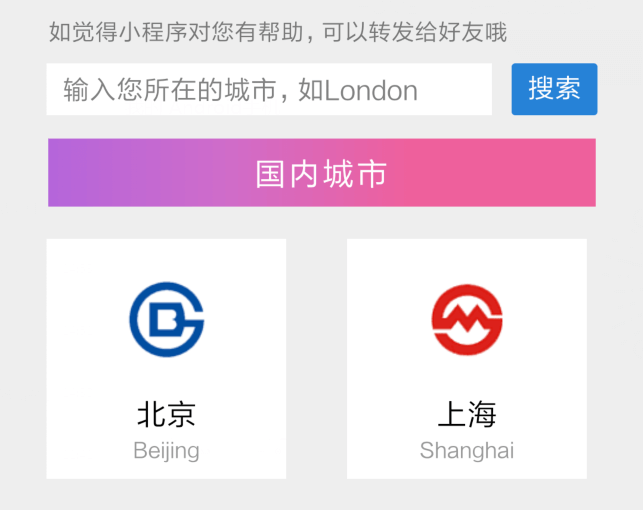 如觉得小程序对您有帮助，可以转发给好友哦
输入您所在的城市，如London
搜索
国内城市
北京
Beijing
上海
Shanghai